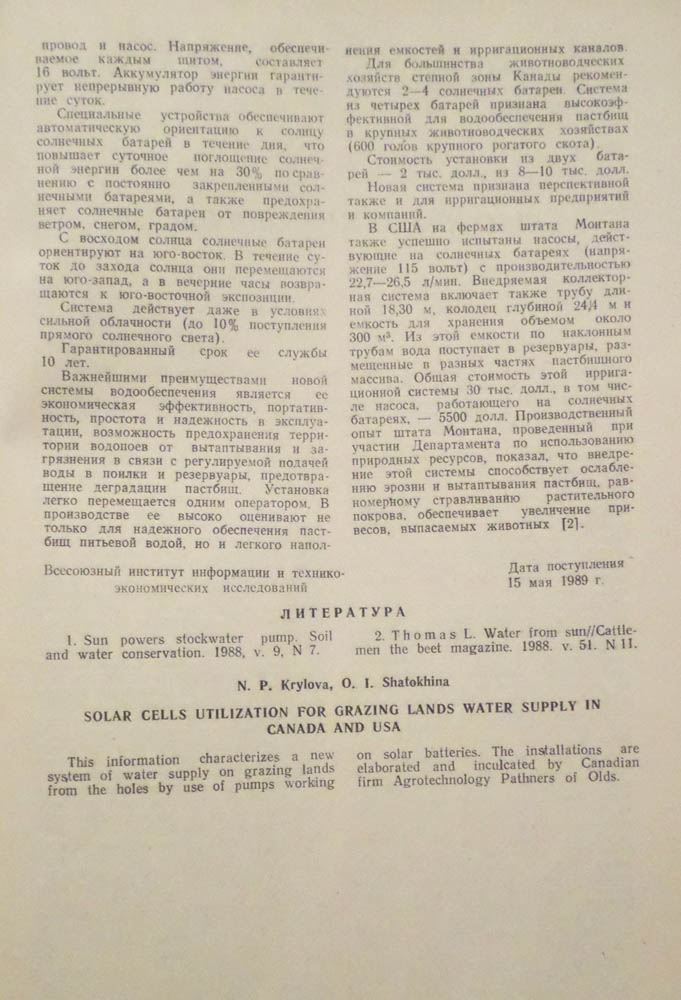 провод и насос. Напряжение, обеспечи-
ваемое каждым щитом, составляет
16 вольт. Аккумулятор энергии гаранти-
рует непрерывную работу насоса в тече-
ние суток.
Специальные устройства обеспечивают
автоматическую ориентацию к солнцу
солнечных батарей в течение дня, что
повышает суточное поглощение солнеч-
ной энергии более чем на 30% по срав-
нению с постоянно закрепленными сол-
нечными батареями, а также предохра-
няет солнечные батареи от повреждения
ветром, снегом, градом.
С восходом солнца солнечные батареи
ориентируют на юго-восток. В течение су-
ток до захода солнца они перемещаются
на юго-запад, а в вечерние часы возвра-
щаются к юго-восточной экспозиции.
Система действует даже в условиях
сильной облачности (до 10% поступления
прямого солнечного света).
Гарантированный срок ее службы
10 лет.
Важнейшими преимуществами новой
системы водообеспечения является ее
экономическая эффективность, портатив-
ность, простота и надежность в эксплуа-
тации, возможность предохранения терри-
тории водопоев от вытаптывания и за-
грязнения в связи с регулируемой подачей
воды в поилки и резервуары, предотвра-
щение деградации пастбищ. Установка
легко перемещается одним оператором. В
производстве ее высоко оценивают не
только для надежного обеспечения паст-
бищ питьевой водой, но и легкого напол-
нения емкостей и ирригационных каналов.
Для большинства животноводческих
хозяйств степной зоны Канады рекомен-
дуются 2—4 солнечных батареи. Система
из четырех батарей признана высокоэф-
фективной для водообеспечения пастбищ
в крупных животноводческих хозяйствах
(600 голов крупного рогатого скота).
Стоимость установки из двух бата-
рей — 2 тыс. долл., из 8—10 тыс. долл.
Новая система признана перспективной
также и для ирригационных предприятий
и компаний.
В США на фермах штата Монтана
также успешно испытаны насосы, дейст-
вующие на солнечных батареях (напря-
жение 115 вольт) с производительностью
22,7—26,5 л/мин. Внедряемая коллектор-
ная система включает также трубу дли-
ной 18,30 м, колодец глубиной 24,4 м и
емкость для хранения объемом около
300 м³. Из этой емкости по наклонным
трубам вода поступает в резервуары, раз-
мещенные в разных частях пастбищного
массива. Общая стоимость этой иррига-
ционной системы 30 тыс. долл., в том чис-
ле насоса, работающего на солнечных
батареях, — 5500 долл. Производственный
опыт штата Монтана, проведенный при
участии Департамента по использованию
природных ресурсов, показал, что внедре-
ние этой системы способствует ослабле-
нию эрозии и вытаптывания пастбищ, рав-
номерному стравливанию растительного
покрова, обеспечивает увеличение при-
весов, выпасаемых животных [2].
Всесоюзный институт информации и технико-
экономических исследований
Дата поступления
15 мая 1989 г.
ЛИТЕРАТУРА
1. Sun powers stockwater pump. Soil
and water conservation. 1988, v. 9, N 7.
2. Thomas L. Water from sun//Cattle-
men the beet magazine. 1988. v. 51. N 11.
N. P. Krylova, O. I. Shatokhina
SOLAR CELLS UTILIZATION FOR GRAZING LANDS WATER SUPPLY IN
CANADA AND USA
This information characterizes a new
system of water supply on grazing lands
from the holes by use of pumps working
on solar batteries. The installations are
elaborated and inculcated by Canadian
firm Agrotechnology Pathners of Olds.